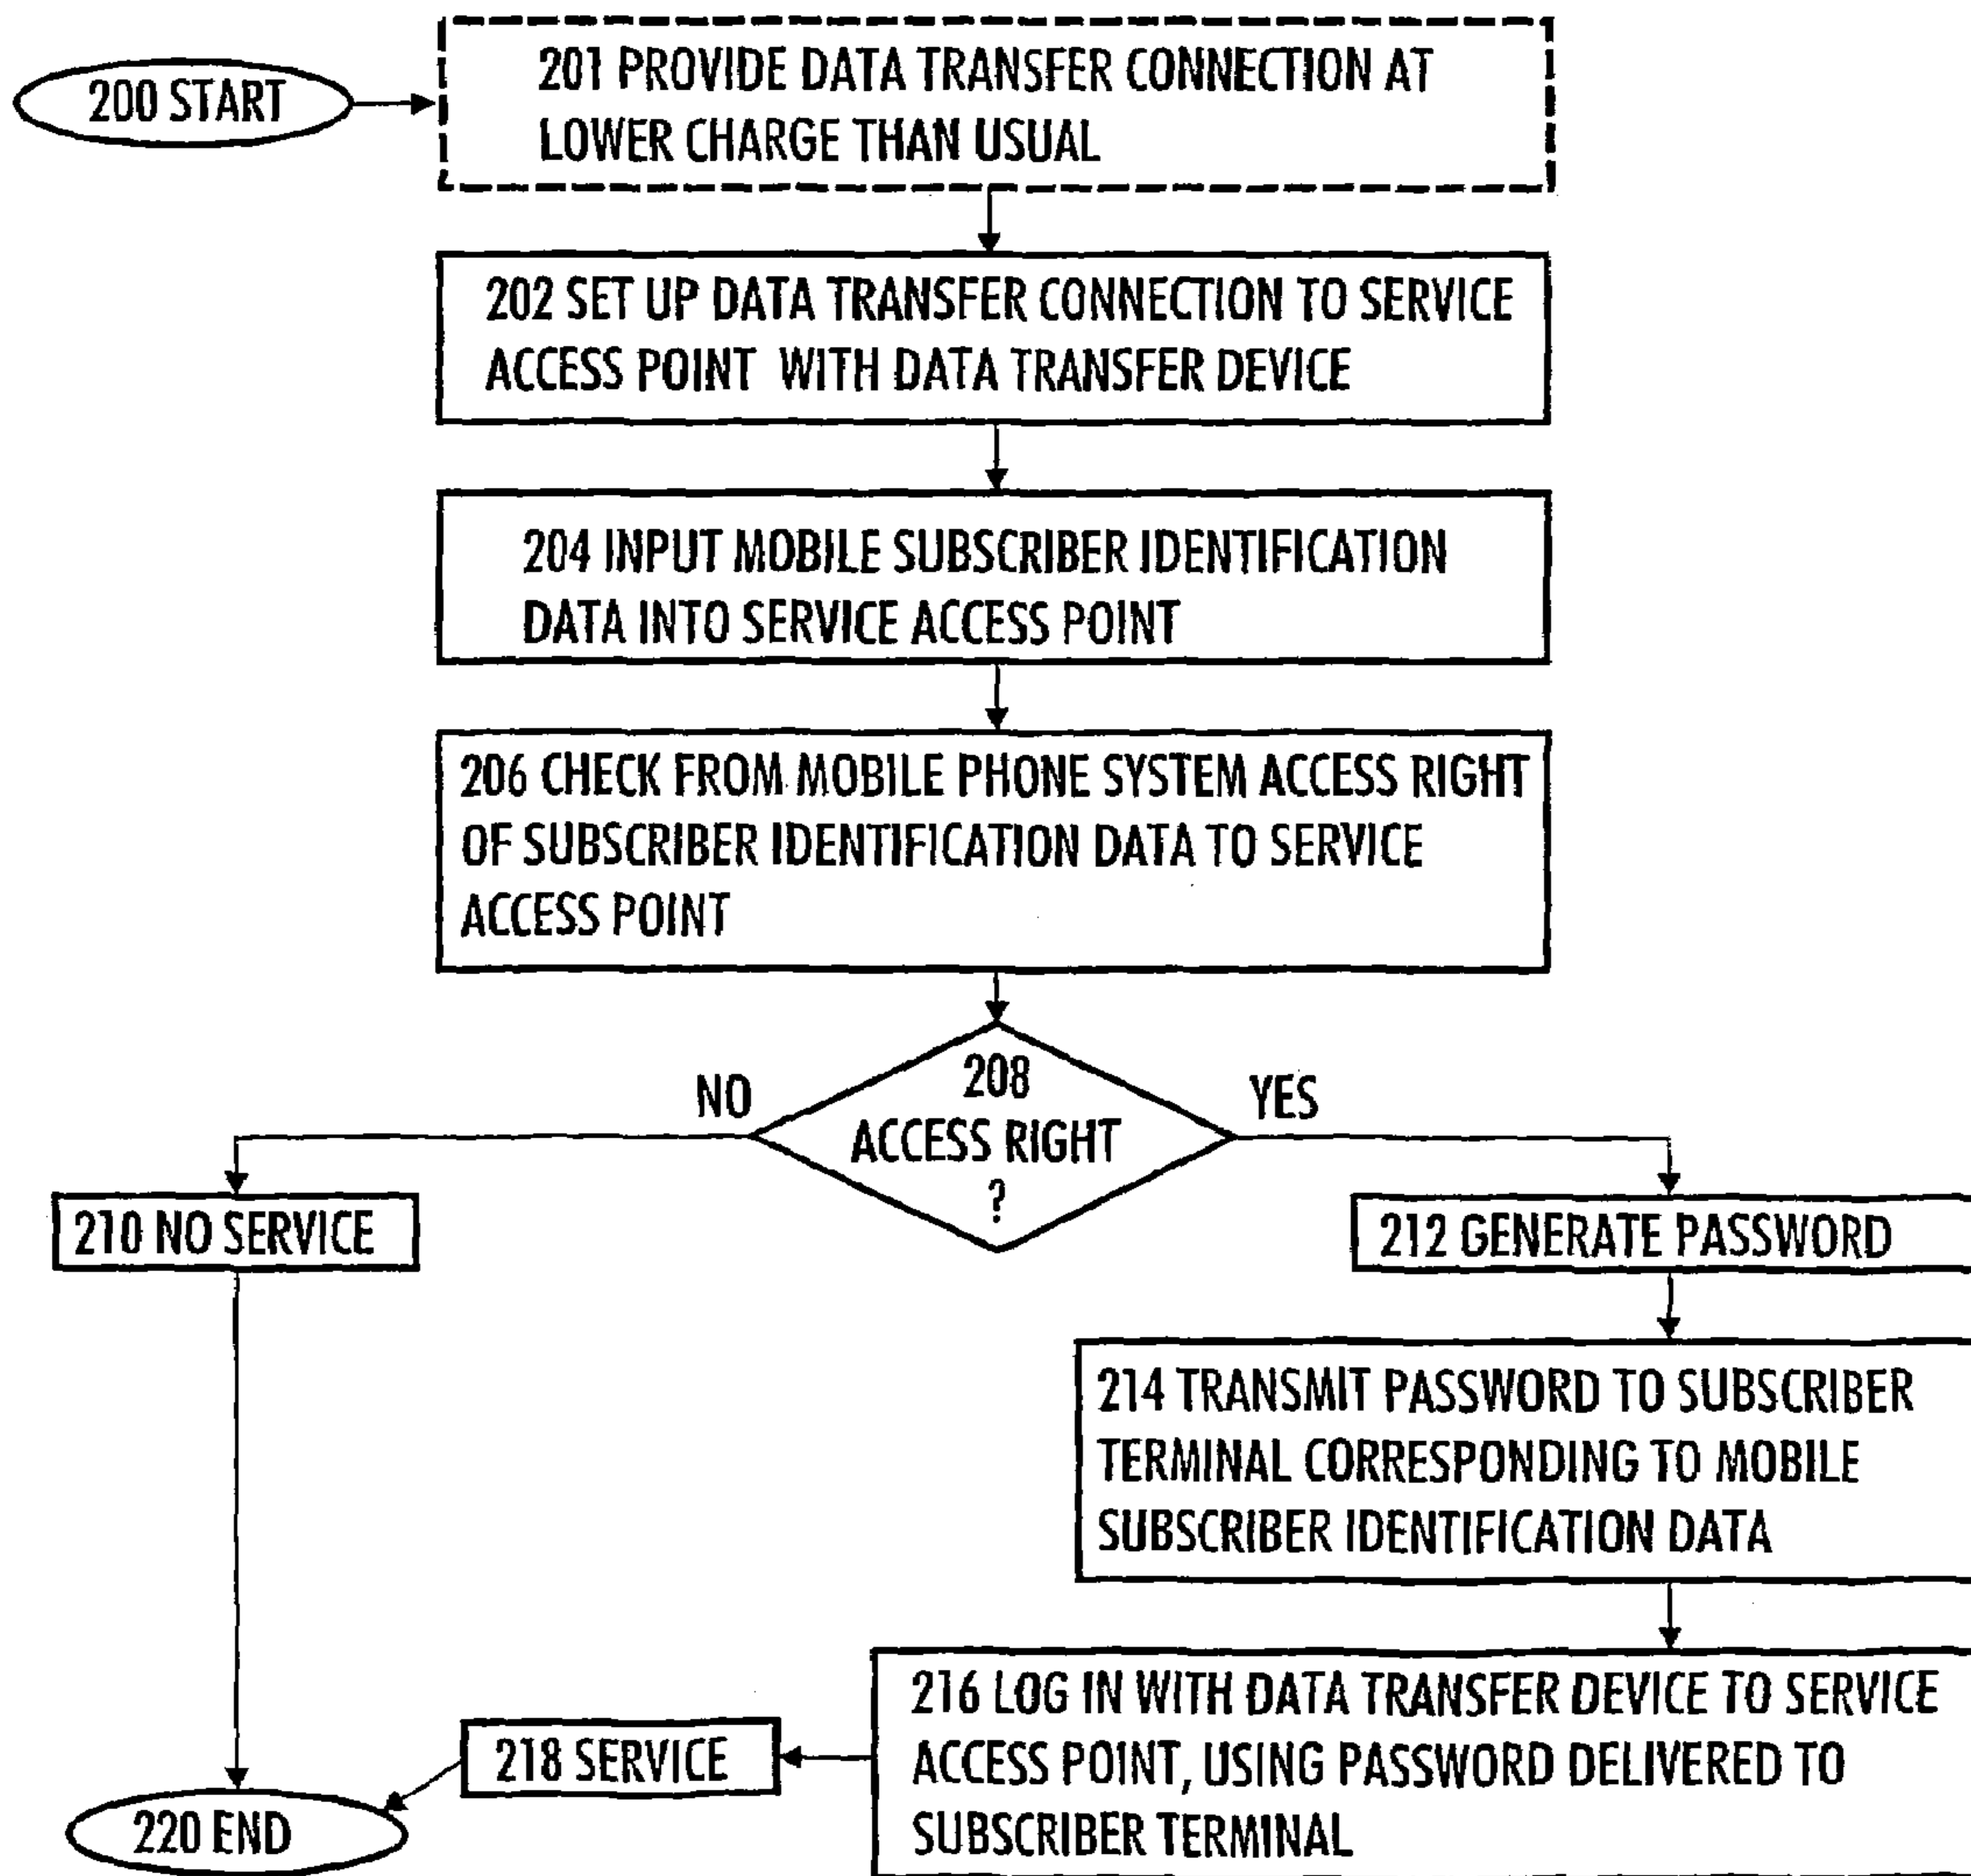 200 START
201 PROVIDE DATA TRANSFER CONNECTION AT
LOWER CHARGE THAN USUAL
202 SET UP DATA TRANSFER CONNECTION TO SERVICE
ACCESS POINT WITH DATA TRANSFER DEVICE
204 INPUT MOBILE SUBSCRIBER IDENTIFICATION
DATA INTO SERVICE ACCESS POINT
206 CHECK FROM MOBILE PHONE SYSTEM ACCESS RIGHT
OF SUBSCRIBER IDENTIFICATION DATA TO SERVICE
ACCESS POINT
208
ACCESS RIGHT
?
NO
YES
210 NO SERVICE
212 GENERATE PASSWORD
214 TRANSMIT PASSWORD TO SUBSCRIBER
TERMINAL CORRESPONDING TO MOBILE
SUBSCRIBER IDENTIFICATION DATA
216 LOG IN WITH DATA TRANSFER DEVICE TO SERVICE
ACCESS POINT, USING PASSWORD DELIVERED TO
SUBSCRIBER TERMINAL
218 SERVICE
220 END